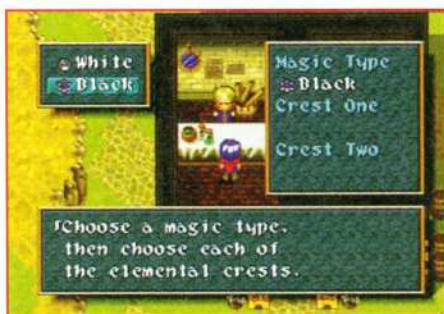 White
Black
Magic Type
Black
Crest One
Crest Two
「Choose a magic type,
then choose each of
the elemental crests.